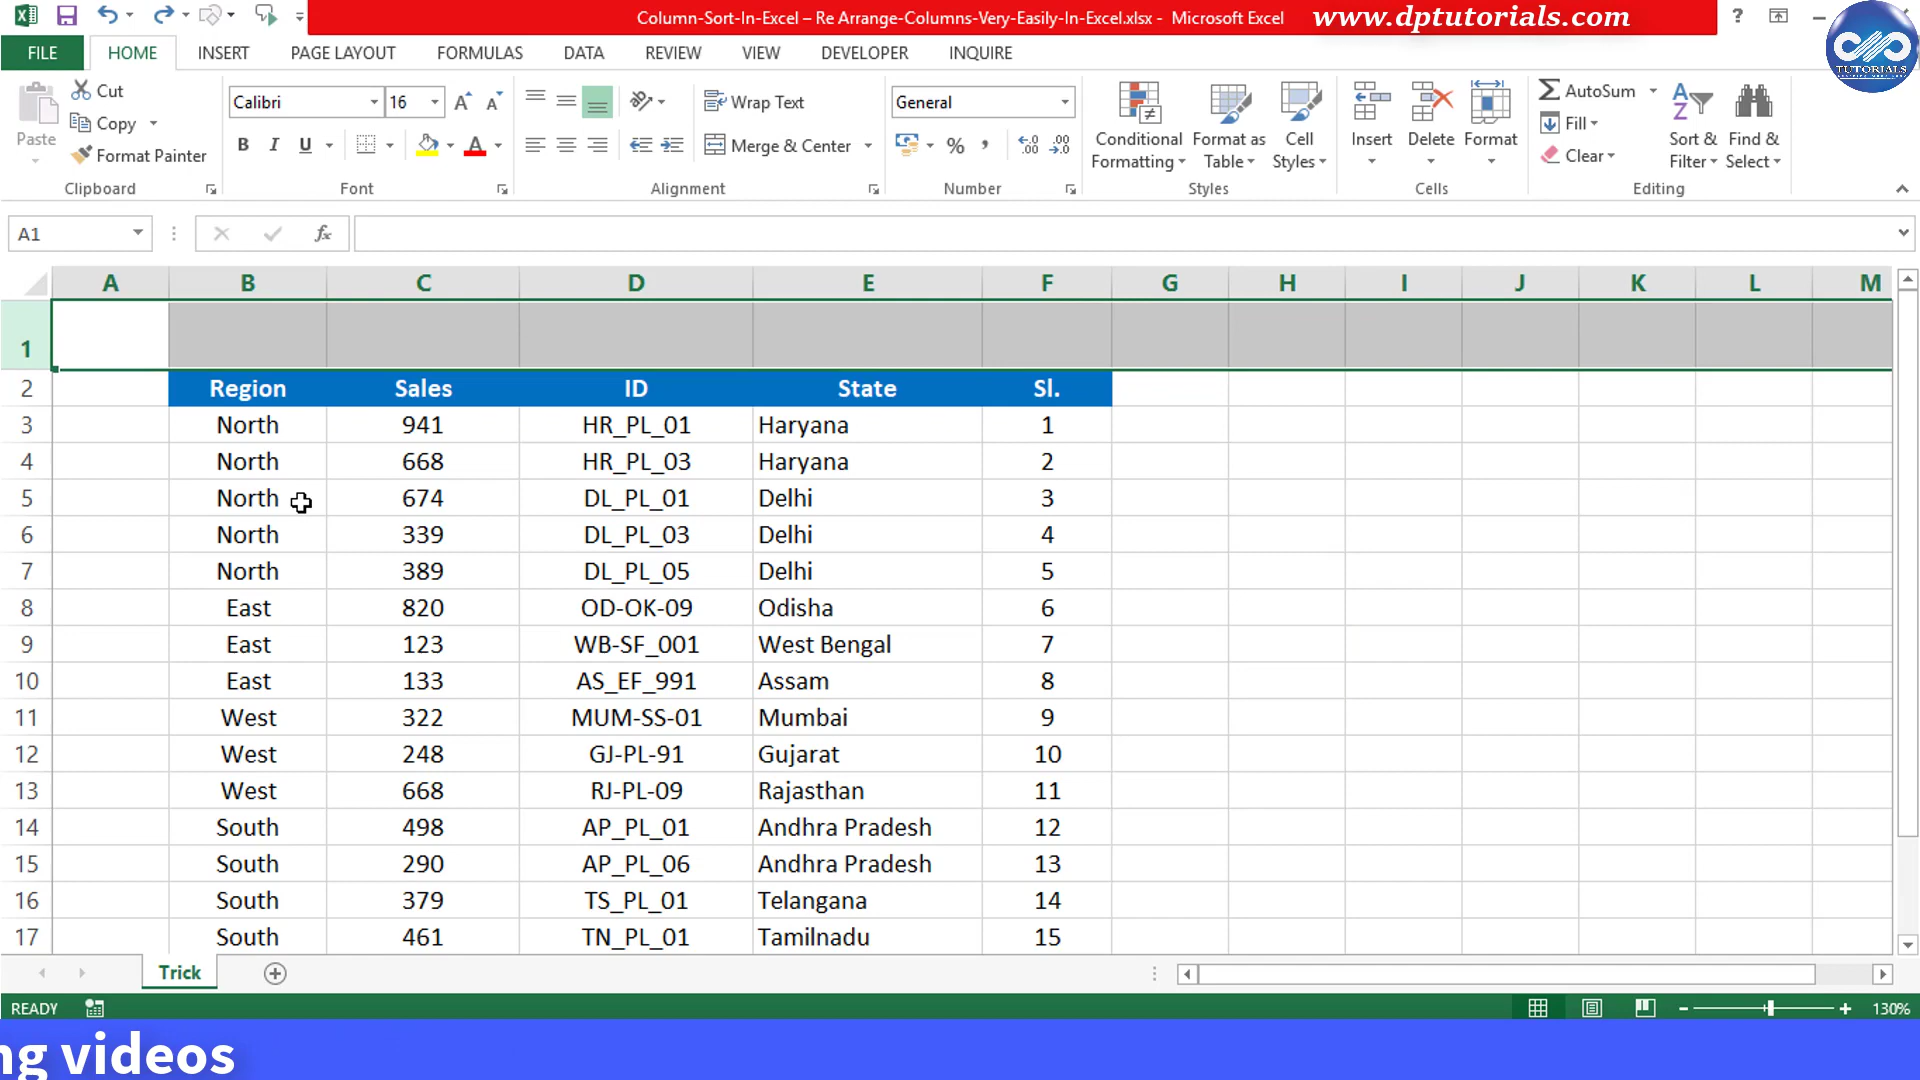 Column-Sort-In-Excel – Re Arrange-Columns-Very-Easily-In-Excel.xlsx - Microsoft Excel
www.dptutorials.com
?
TUTORIALS
FILE HOME INSERT PAGE LAYOUT FORMULAS DATA REVIEW VIEW DEVELOPER INQUIRE
Paste
Cut
Copy
Format Painter
Clipboard
Calibri 16
B I U
Font
Wrap Text
Merge & Center
Alignment
General
% ,
Number
Conditional Formatting
Format as Table
Cell Styles
Styles
Insert
Delete
Format
Cells
AutoSum
Fill
Clear
Sort & Filter
Find & Select
Editing
A1
fx
A B C D E F G H I J K L M
1
2 Region Sales ID State Sl.
3 North 941 HR_PL_01 Haryana 1
4 North 668 HR_PL_03 Haryana 2
5 North 674 DL_PL_01 Delhi 3
6 North 339 DL_PL_03 Delhi 4
7 North 389 DL_PL_05 Delhi 5
8 East 820 OD-OK-09 Odisha 6
9 East 123 WB-SF_001 West Bengal 7
10 East 133 AS_EF_991 Assam 8
11 West 322 MUM-SS-01 Mumbai 9
12 West 248 GJ-PL-91 Gujarat 10
13 West 668 RJ-PL-09 Rajasthan 11
14 South 498 AP_PL_01 Andhra Pradesh 12
15 South 290 AP_PL_06 Andhra Pradesh 13
16 South 379 TS_PL_01 Telangana 14
17 South 461 TN_PL_01 Tamilnadu 15
Trick
READY
130%
ng videos